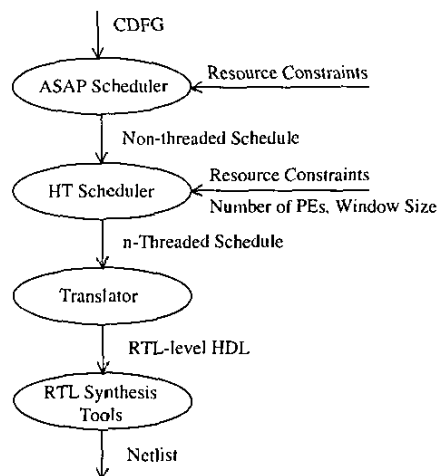 CDFG
ASAP Scheduler
Resource Constraints
Non-threaded Schedule
HT Scheduler
Resource Constraints
Number of PEs, Window Size
n-Threaded Schedule
Translator
RTL-level HDL
RTL Synthesis
Tools
Netlist